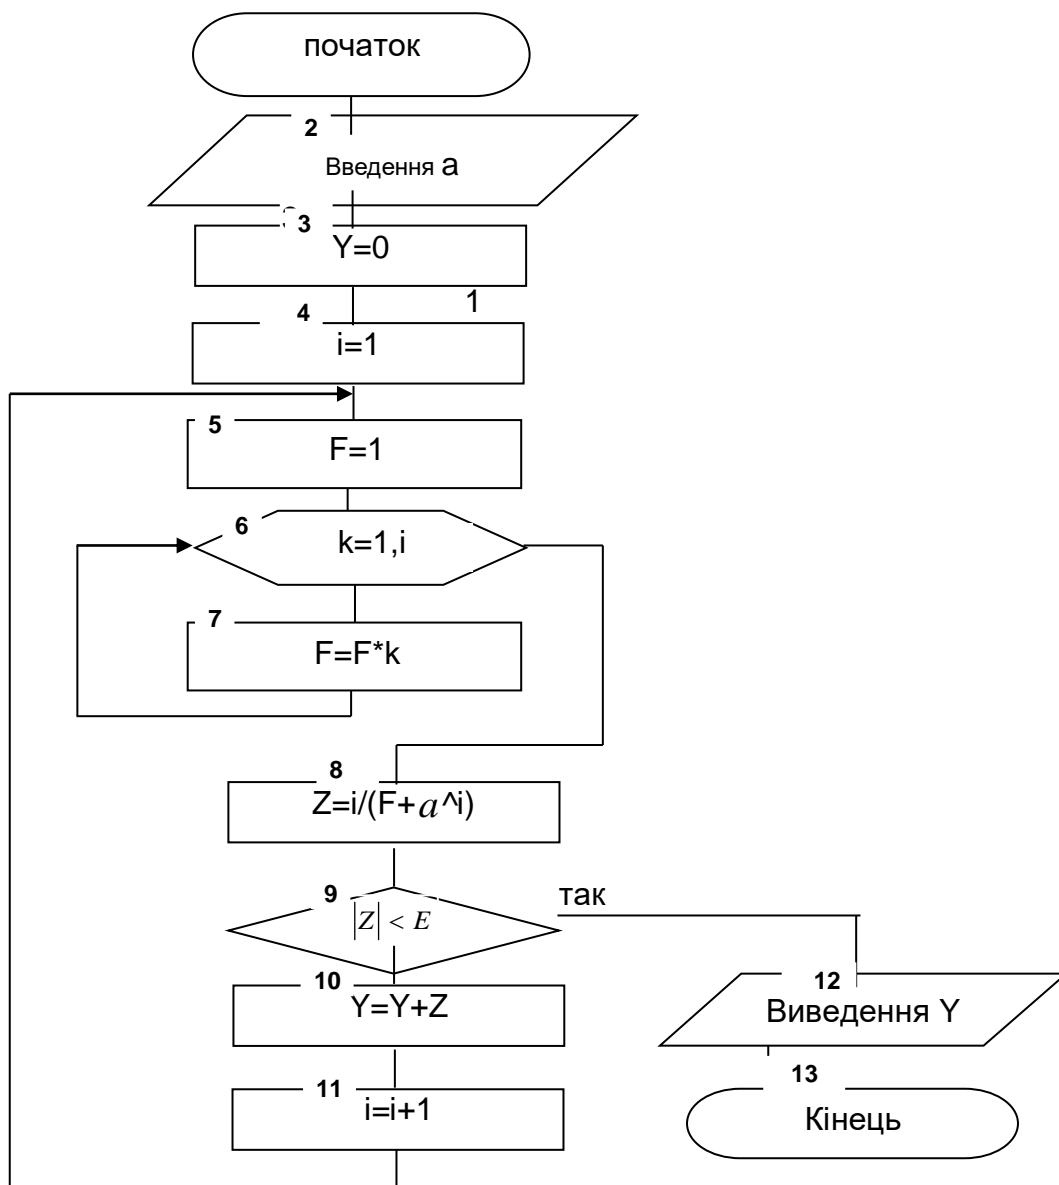 початок
2
Введення а
3
Y=0
1
4
i=1
5
F=1
6
k=1,i
7
F=F*k
8
Z=i/(F+a^i)
9
|Z| < E
так
10
Y=Y+Z
12
Виведення Y
11
i=i+1
13
Кінець